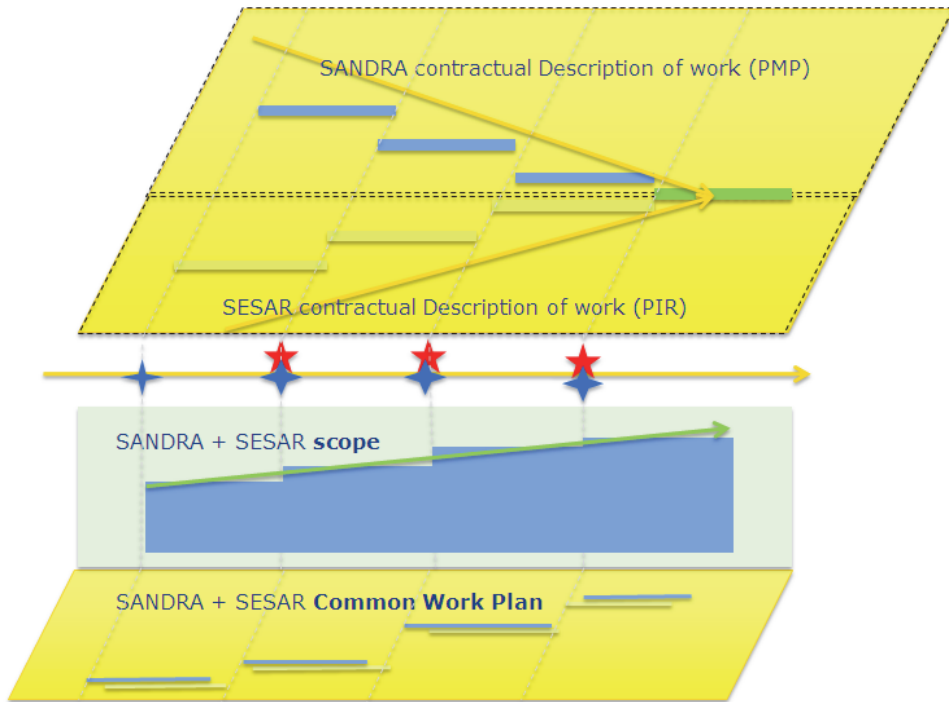 SANDRA contractual Description of work (PMP)
SESAR contractual Description of work (PIR)
SANDRA + SESAR scope
SANDRA + SESAR Common Work Plan